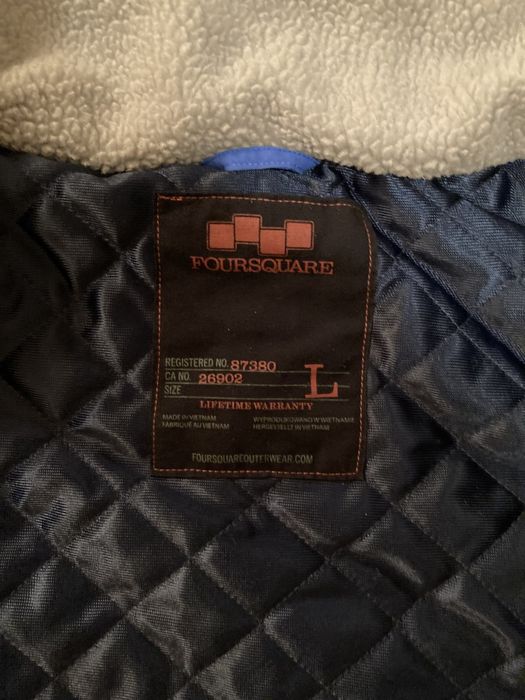 FOURSQUARE
REGISTERED NO. 87380
CA NO. 26902
SIZE L
LIFETIME WARRANTY
MADE IN VIETNAM
FABRIQUÉ AU VIETNAM
WYPRODUKOWANO W WIETNAMIE
HERGESTELLT IN VIETNAM
FOURSQUAREOUTERWEAR.COM